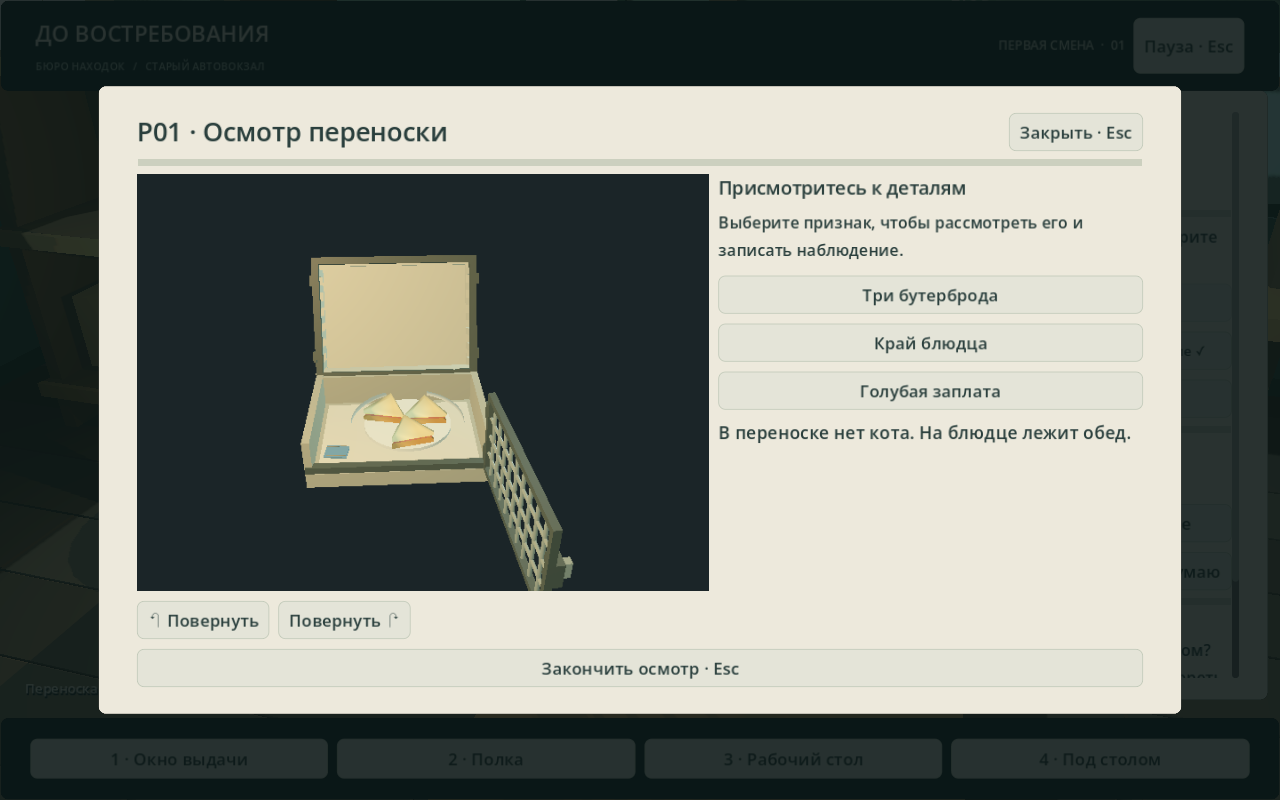 ДО ВОСТРЕБОВАНИЯ
БЮРО НАХОДОК / СТАРЫЙ АВТОВОКЗАЛ
ПЕРВАЯ СМЕНА · 01
Пауза · Esc
P01 · Осмотр переноски
Закрыть · Esc
Присмотритесь к деталям
Выберите признак, чтобы рассмотреть его и
записать наблюдение.
Три бутерброда
Край блюдца
Голубая заплата
В переноске нет кота. На блюдце лежит обед.
Повернуть
Повернуть
Закончить осмотр · Esc
Переноска
1 · Окно выдачи
2 · Полка
3 · Рабочий стол
4 · Под столом